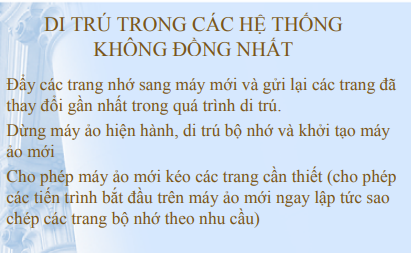 DI TRÚ TRONG CÁC HỆ THỐNG
KHÔNG ĐỒNG NHẤT
Đẩy các trang nhớ sang máy mới và gửi lại các trang đã
thay đổi gần nhất trong quá trình di trú.
Dừng máy ảo hiện hành, di trú bộ nhớ và khởi tạo máy
ảo mới
Cho phép máy ảo mới kéo các trang cần thiết (cho phép
các tiến trình bắt đầu trên máy ảo mới ngay lập tức sao
chép các trang bộ nhớ theo nhu cầu)